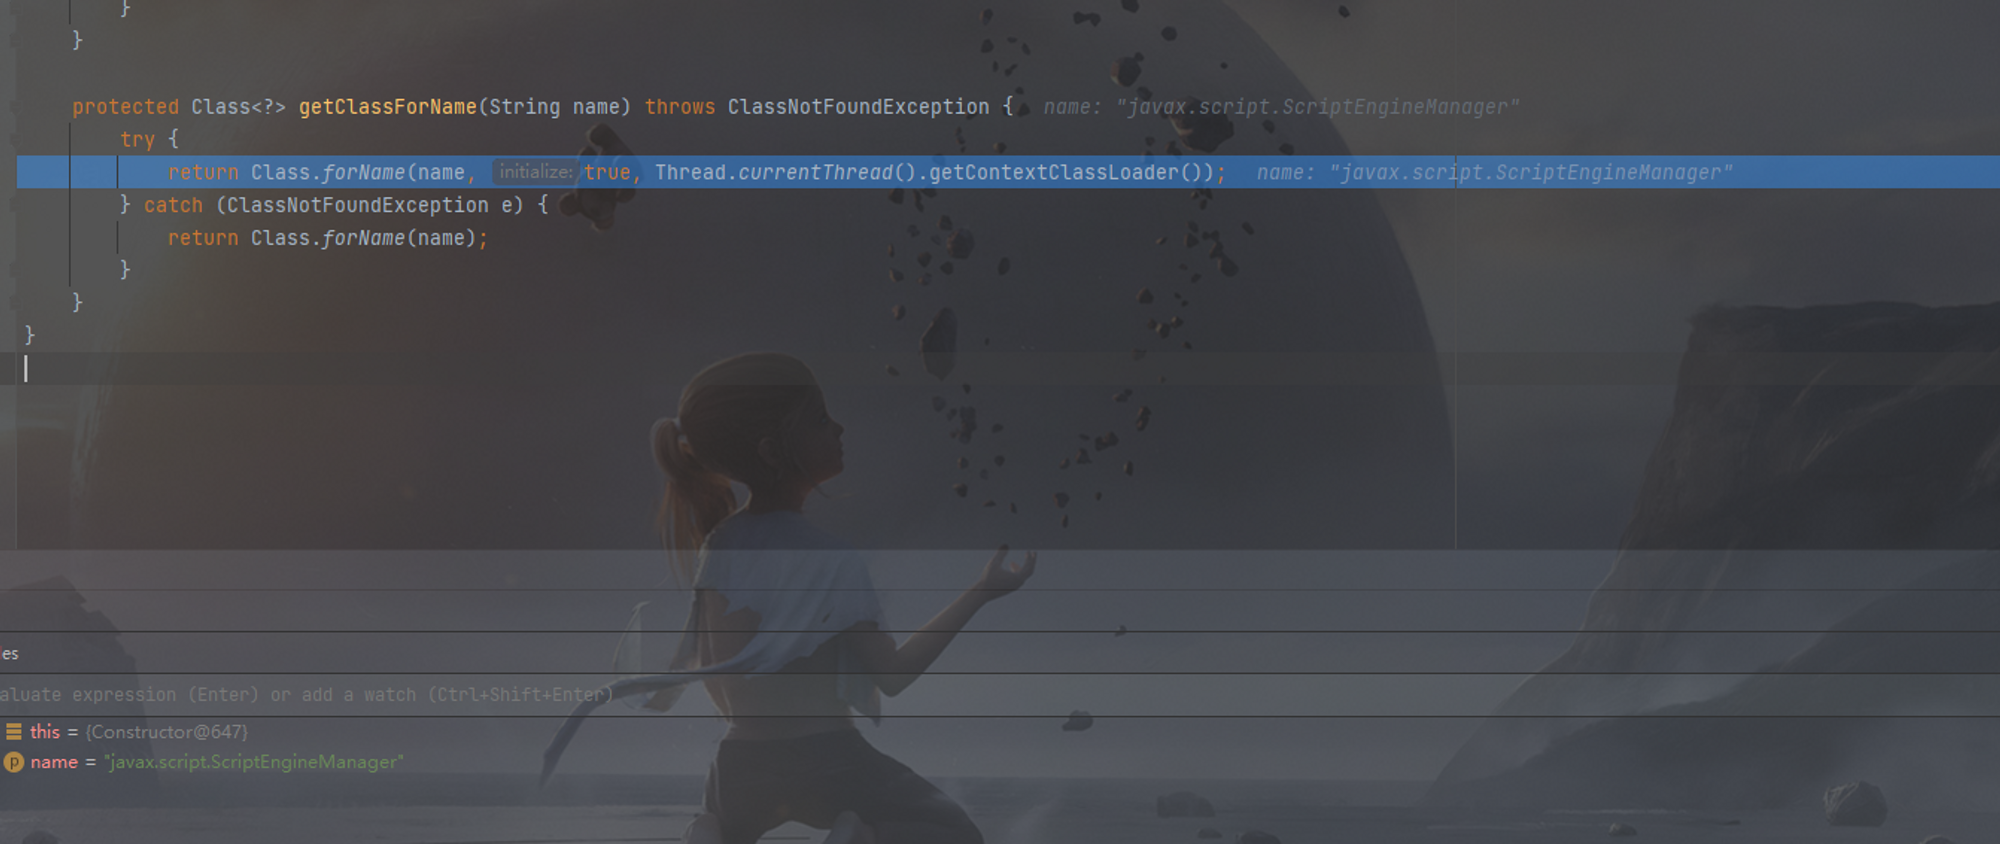 }
}
protected Class<?> getClassForName(String name) throws ClassNotFoundException { name: "javax.script.ScriptEngineManager"
try {
return Class.forName(name, initialize: true, Thread.currentThread().getContextClassLoader()); name: "javax.script.ScriptEngineManager"
} catch (ClassNotFoundException e) {
return Class.forName(name);
}
}
}
es
aluate expression (Enter) or add a watch (Ctrl+Shift+Enter)
this = {Constructor@647}
p name = "javax.script.ScriptEngineManager"